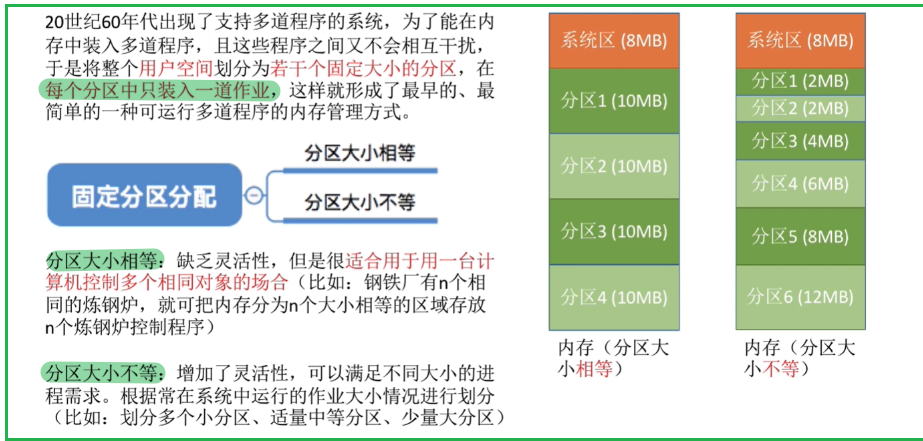 20世纪60年代出现了支持多道程序的系统，为了能在内
存中装入多道程序，且这些程序之间又不会相互干扰，
于是将整个用户空间划分为若干个固定大小的分区，在
每个分区中只装入一道作业，这样就形成了最早的、最
简单的一种可运行多道程序的内存管理方式。
固定分区分配
分区大小相等
分区大小不等
分区大小相等：缺乏灵活性，但是很适合用于用一台计
算机控制多个相同对象的场合（比如：钢铁厂有n个相
同的炼钢炉，就可把内存分为n个大小相等的区域存放
n个炼钢炉控制程序）
分区大小不等：增加了灵活性，可以满足不同大小的进
程需求。根据常在系统中运行的作业大小情况进行划分
（比如：划分多个小分区、适量中等分区、少量大分区）
系统区 (8MB)
分区1 (10MB)
分区2 (10MB)
分区3 (10MB)
分区4 (10MB)
内存（分区大
小相等）
系统区 (8MB)
分区1 (2MB)
分区2 (2MB)
分区3 (4MB)
分区4 (6MB)
分区5 (8MB)
分区6 (12MB)
内存（分区大
小不等）